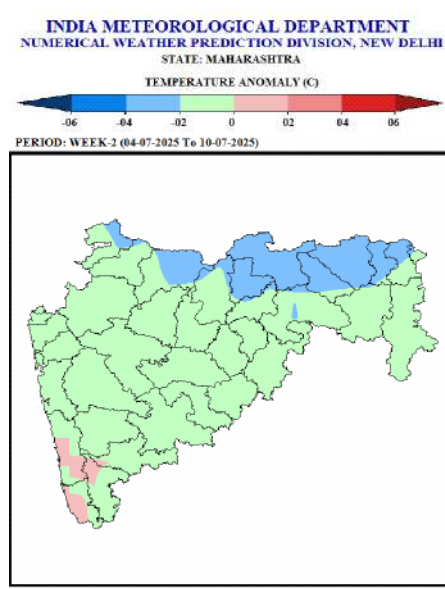 INDIA METEOROLOGICAL DEPARTMENT
NUMERICAL WEATHER PREDICTION DIVISION, NEW DELHI
STATE: MAHARASHTRA
TEMPERATURE ANOMALY (C)
-06 -04 -02 0 02 04 06
PERIOD: WEEK-2 (04-07-2025 To 10-07-2025)